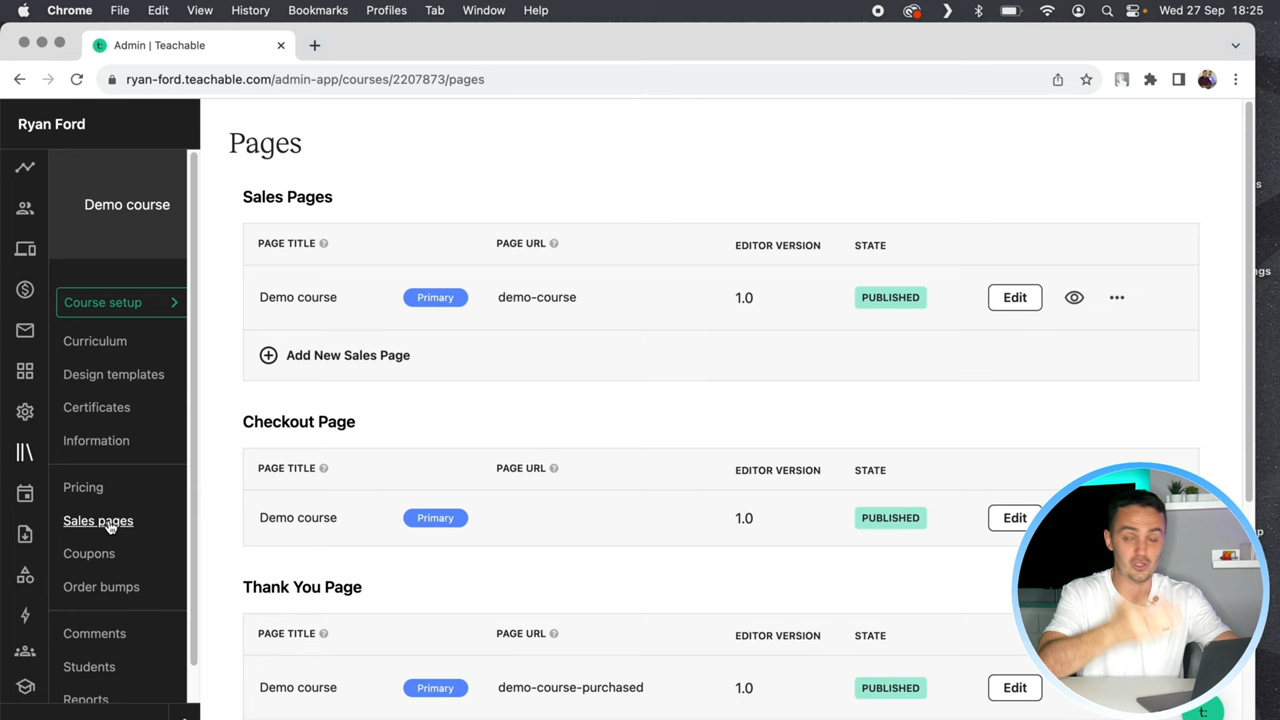 Chrome File Edit View History Bookmarks Profiles Tab Window Help Wed 27 Sep 18:25
Admin | Teachable
ryan-ford.teachable.com/admin-app/courses/2207873/pages
Ryan Ford
Demo course
Course setup
Curriculum
Design templates
Certificates
Information
Pricing
Sales pages
Coupons
Order bumps
Comments
Students
Reports
Pages
Sales Pages
PAGE TITLE PAGE URL EDITOR VERSION STATE
Demo course Primary demo-course 1.0 PUBLISHED Edit
Add New Sales Page
Checkout Page
PAGE TITLE PAGE URL EDITOR VERSION STATE
Demo course Primary 1.0 PUBLISHED Edit
Thank You Page
PAGE TITLE PAGE URL EDITOR VERSION STATE
Demo course Primary demo-course-purchased 1.0 PUBLISHED Edit
t: